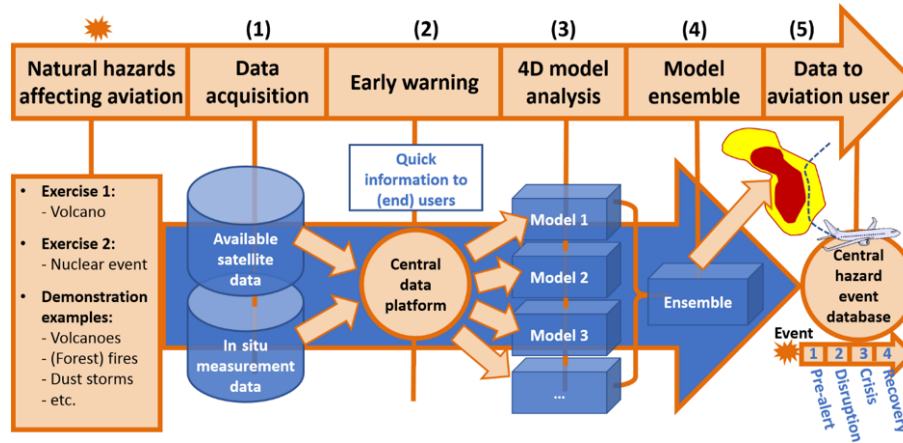 (1)
(2)
(3)
(4)
(5)
Natural hazards
affecting aviation
Data
acquisition
Early warning
4D model
analysis
Model
ensemble
Data to
aviation user
• Exercise 1:
- Volcano
• Exercise 2:
- Nuclear event
• Demonstration
examples:
- Volcanoes
- (Forest) fires
- Dust storms
- etc.
Available
satellite
data
In situ
measurement
data
Quick
information to
(end) users
Central
data
platform
Model 1
Model 2
Model 3
...
Ensemble
Central
hazard
event
database
Event
1
2
3
4
Pre-alert
Disruption
Crisis
Recovery